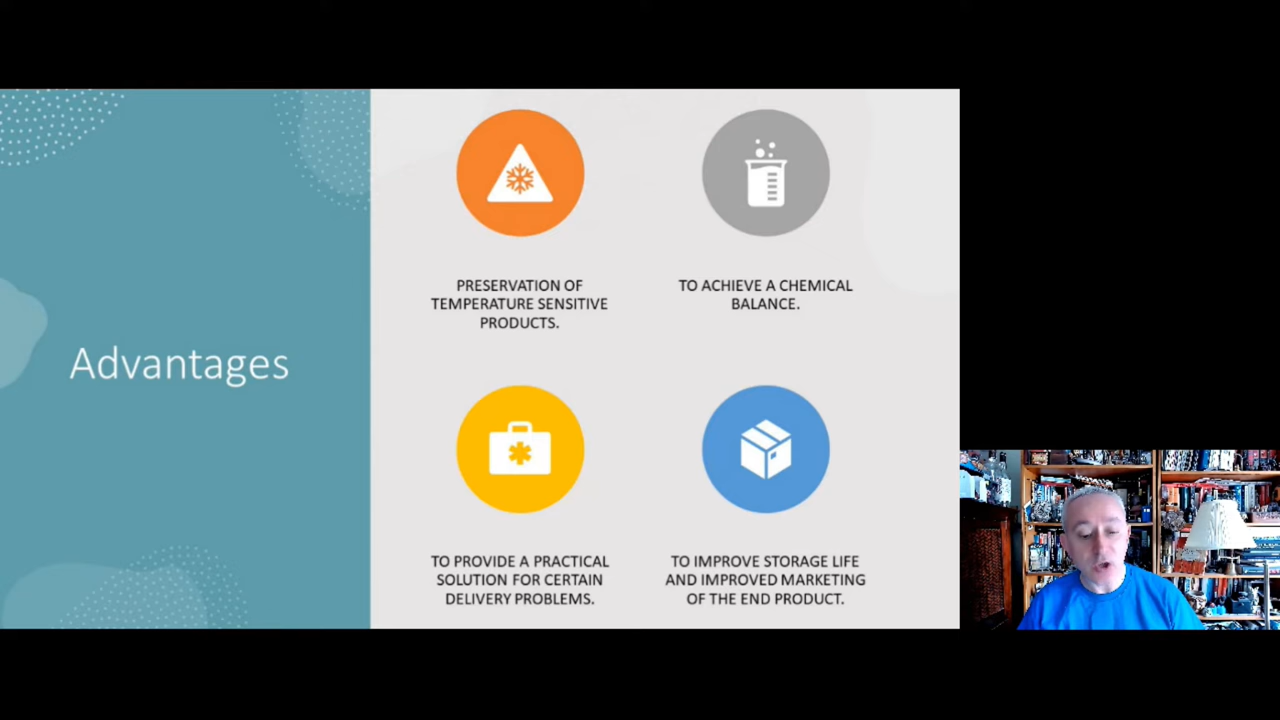 Advantages
PRESERVATION OF
TEMPERATURE SENSITIVE
PRODUCTS.
TO ACHIEVE A CHEMICAL
BALANCE.
TO PROVIDE A PRACTICAL
SOLUTION FOR CERTAIN
DELIVERY PROBLEMS.
TO IMPROVE STORAGE LIFE
AND IMPROVED MARKETING
OF THE END PRODUCT.